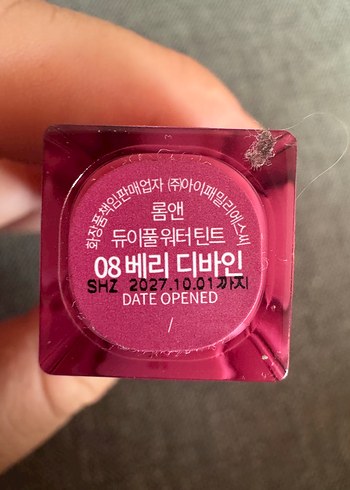 화장품책임판매업자 ㈜아이패밀리에스씨
롬앤
듀이풀 워터 틴트
08 베리 디바인
SHZ 2027.10.01까지
DATE OPENED
/